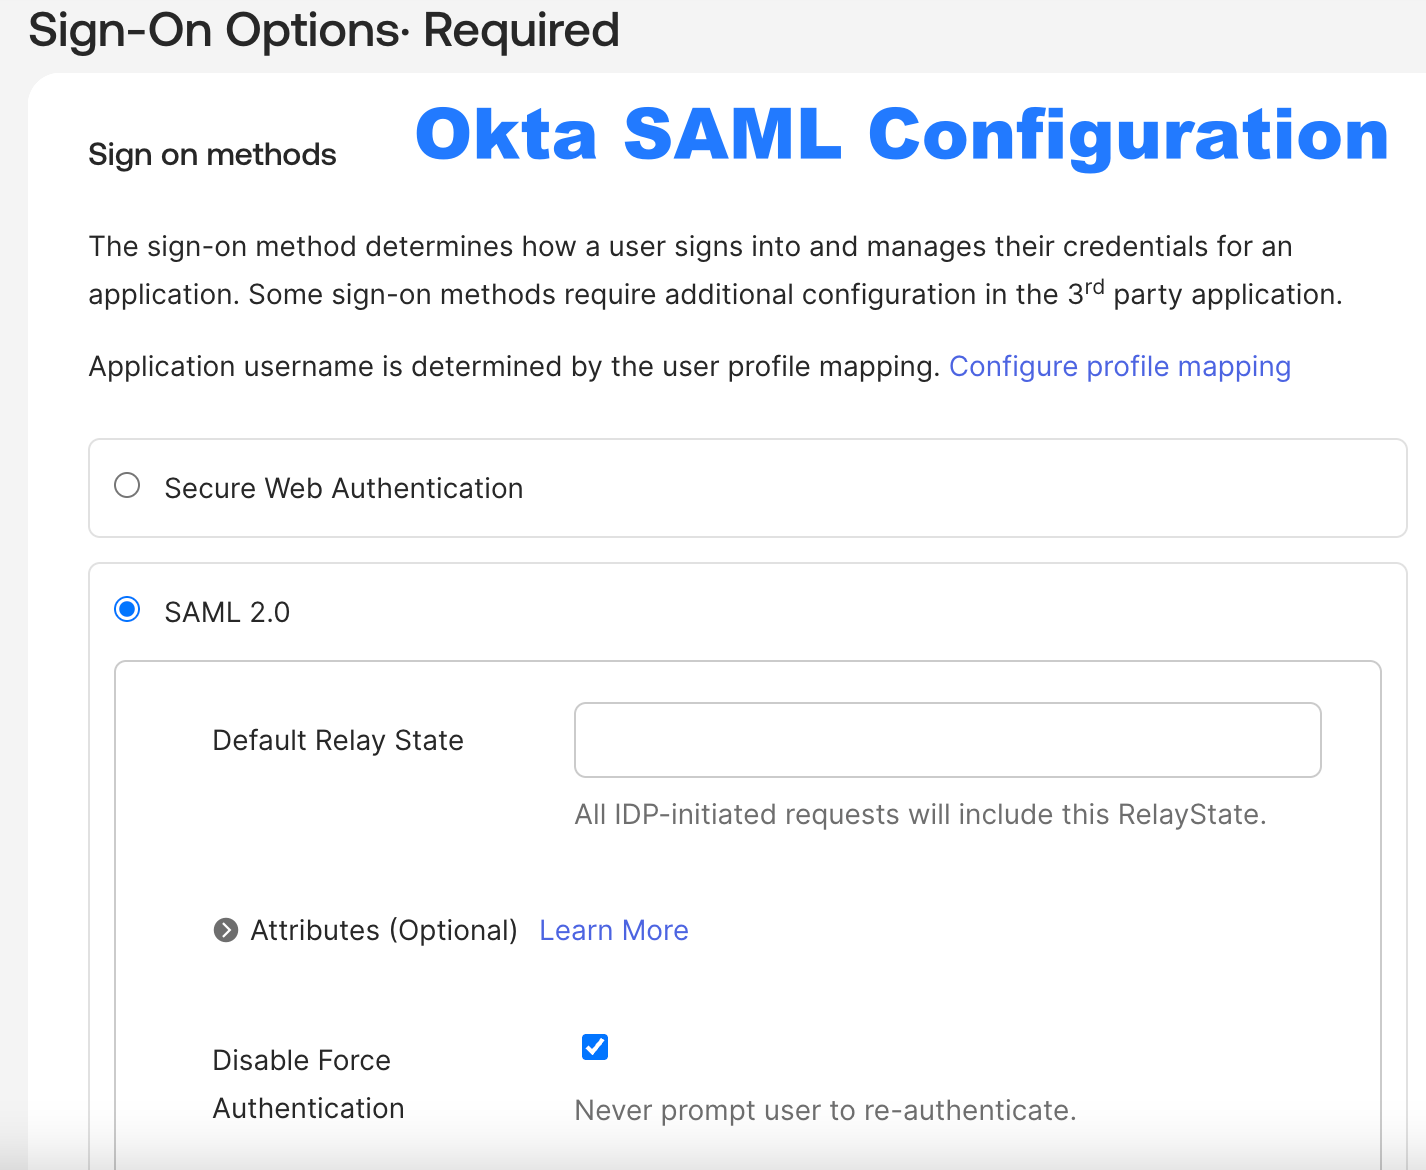 Sign-On Options· Required
Okta SAML Configuration
Sign on methods
The sign-on method determines how a user signs into and manages their credentials for an
application. Some sign-on methods require additional configuration in the 3rd party application.
Application username is determined by the user profile mapping. Configure profile mapping
Secure Web Authentication
SAML 2.0
Default Relay State
All IDP-initiated requests will include this RelayState.
Attributes (Optional) Learn More
Disable Force
Authentication
Never prompt user to re-authenticate.